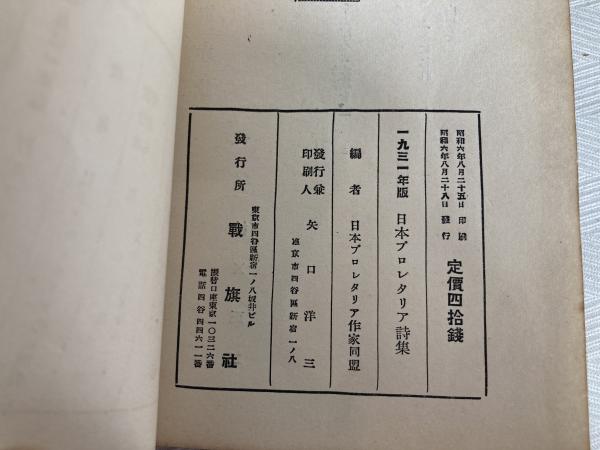 昭和六年八月二十五日 印刷
昭和六年八月二十八日 發行
定價四拾錢
一九三一年版 日本プロレタリア詩集
編者 日本プロレタリア作家同盟
發行兼
印刷人
矢口洋三
東京市四谷區新宿一ノ八
發行所
東京市四谷區新宿一ノ八坂井ビル
戰旗社
振替口座東京一〇三二六番
電話四谷四四六一一番